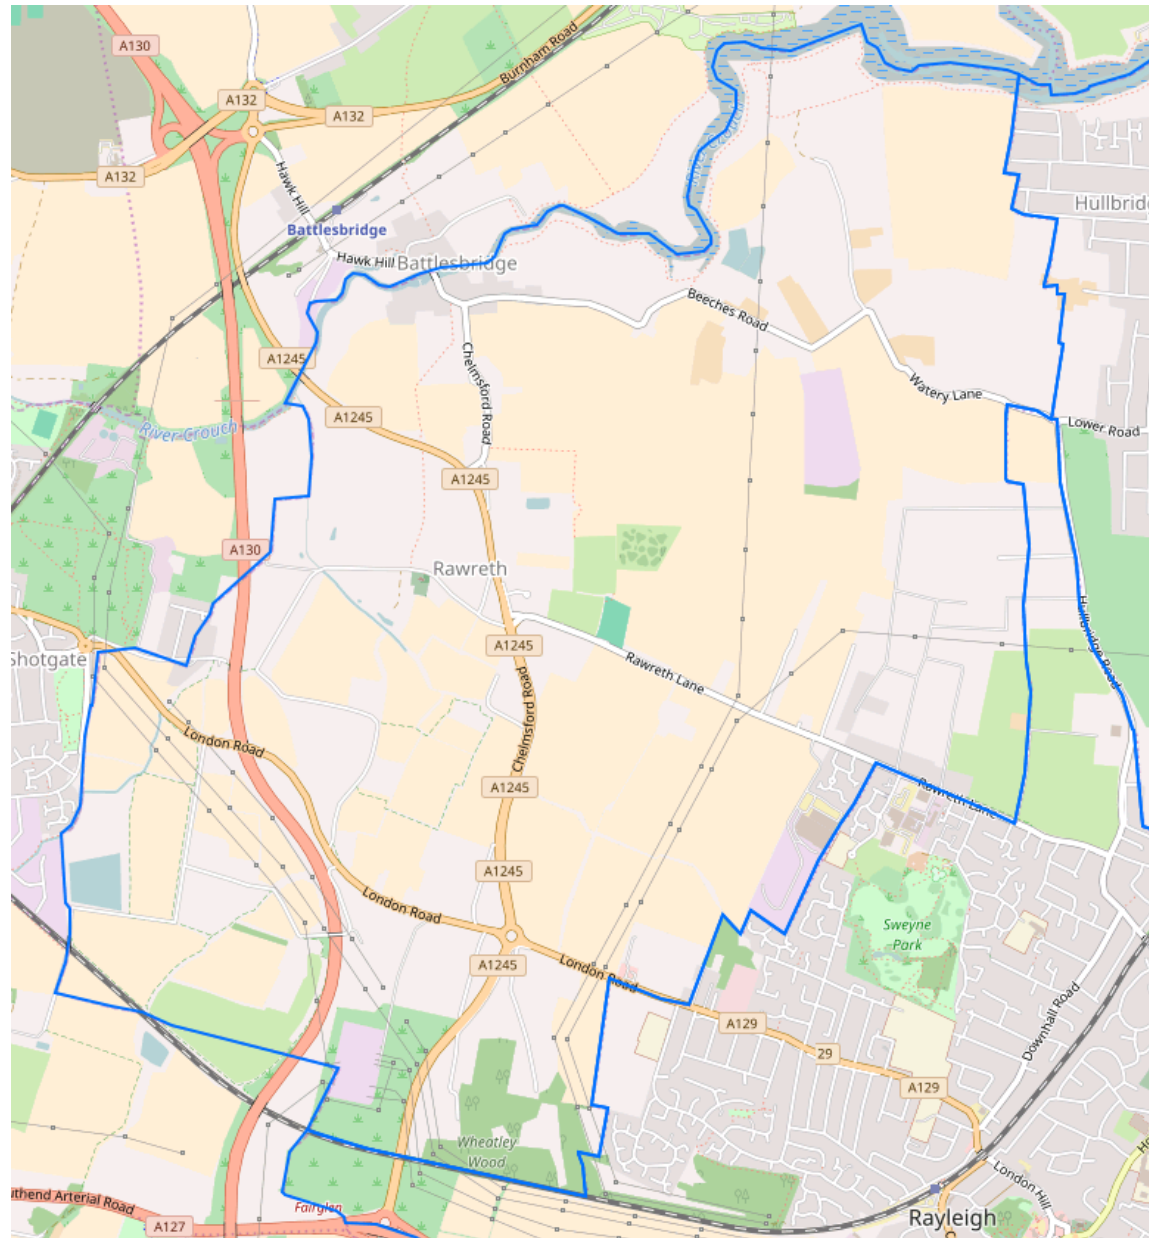 A130
Burnham Road
A132
A132
A132
Hawk Hill
River Crouch
Hullbridge
Battlesbridge
Hawk Hill
Battlesbridge
Beeches Road
A1245
Chelmsford Road
Watery Lane
A1245
Lower Road
River Crouch
A1245
A130
Rawreth
Hullbridge Road
A1245
Shotgate
Rawreth Lane
London Road
Chelmsford Road
A1245
Rawreth Lane
A1245
London Road
Sweyne
Park
London Road
A1245
Downhall Road
A129
29
A129
Wheatley
Wood
London Hill
uthend Arterial Road
Fairglen
Rayleigh
A127